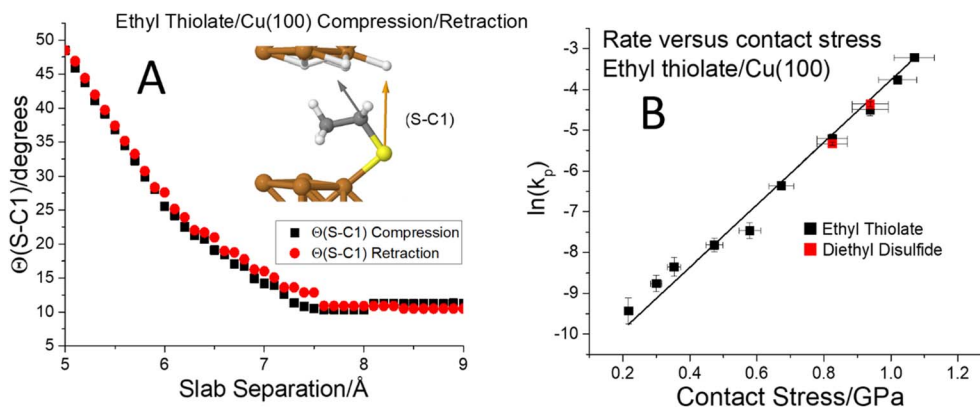 Ethyl Thiolate/Cu(100) Compression/Retraction
A
(S-C1)
Θ(S-C1)/degrees
50
45
40
35
30
25
20
15
10
5
0
Θ(S-C1) Compression
Θ(S-C1) Retraction
5 6 7 8 9
Slab Separation/Å
Rate versus contact stress
Ethyl thiolate/Cu(100)
B
ln(kp)
-3
-4
-5
-6
-7
-8
-9
-10
Ethyl Thiolate
Diethyl Disulfide
0.2 0.4 0.6 0.8 1.0 1.2
Contact Stress/GPa